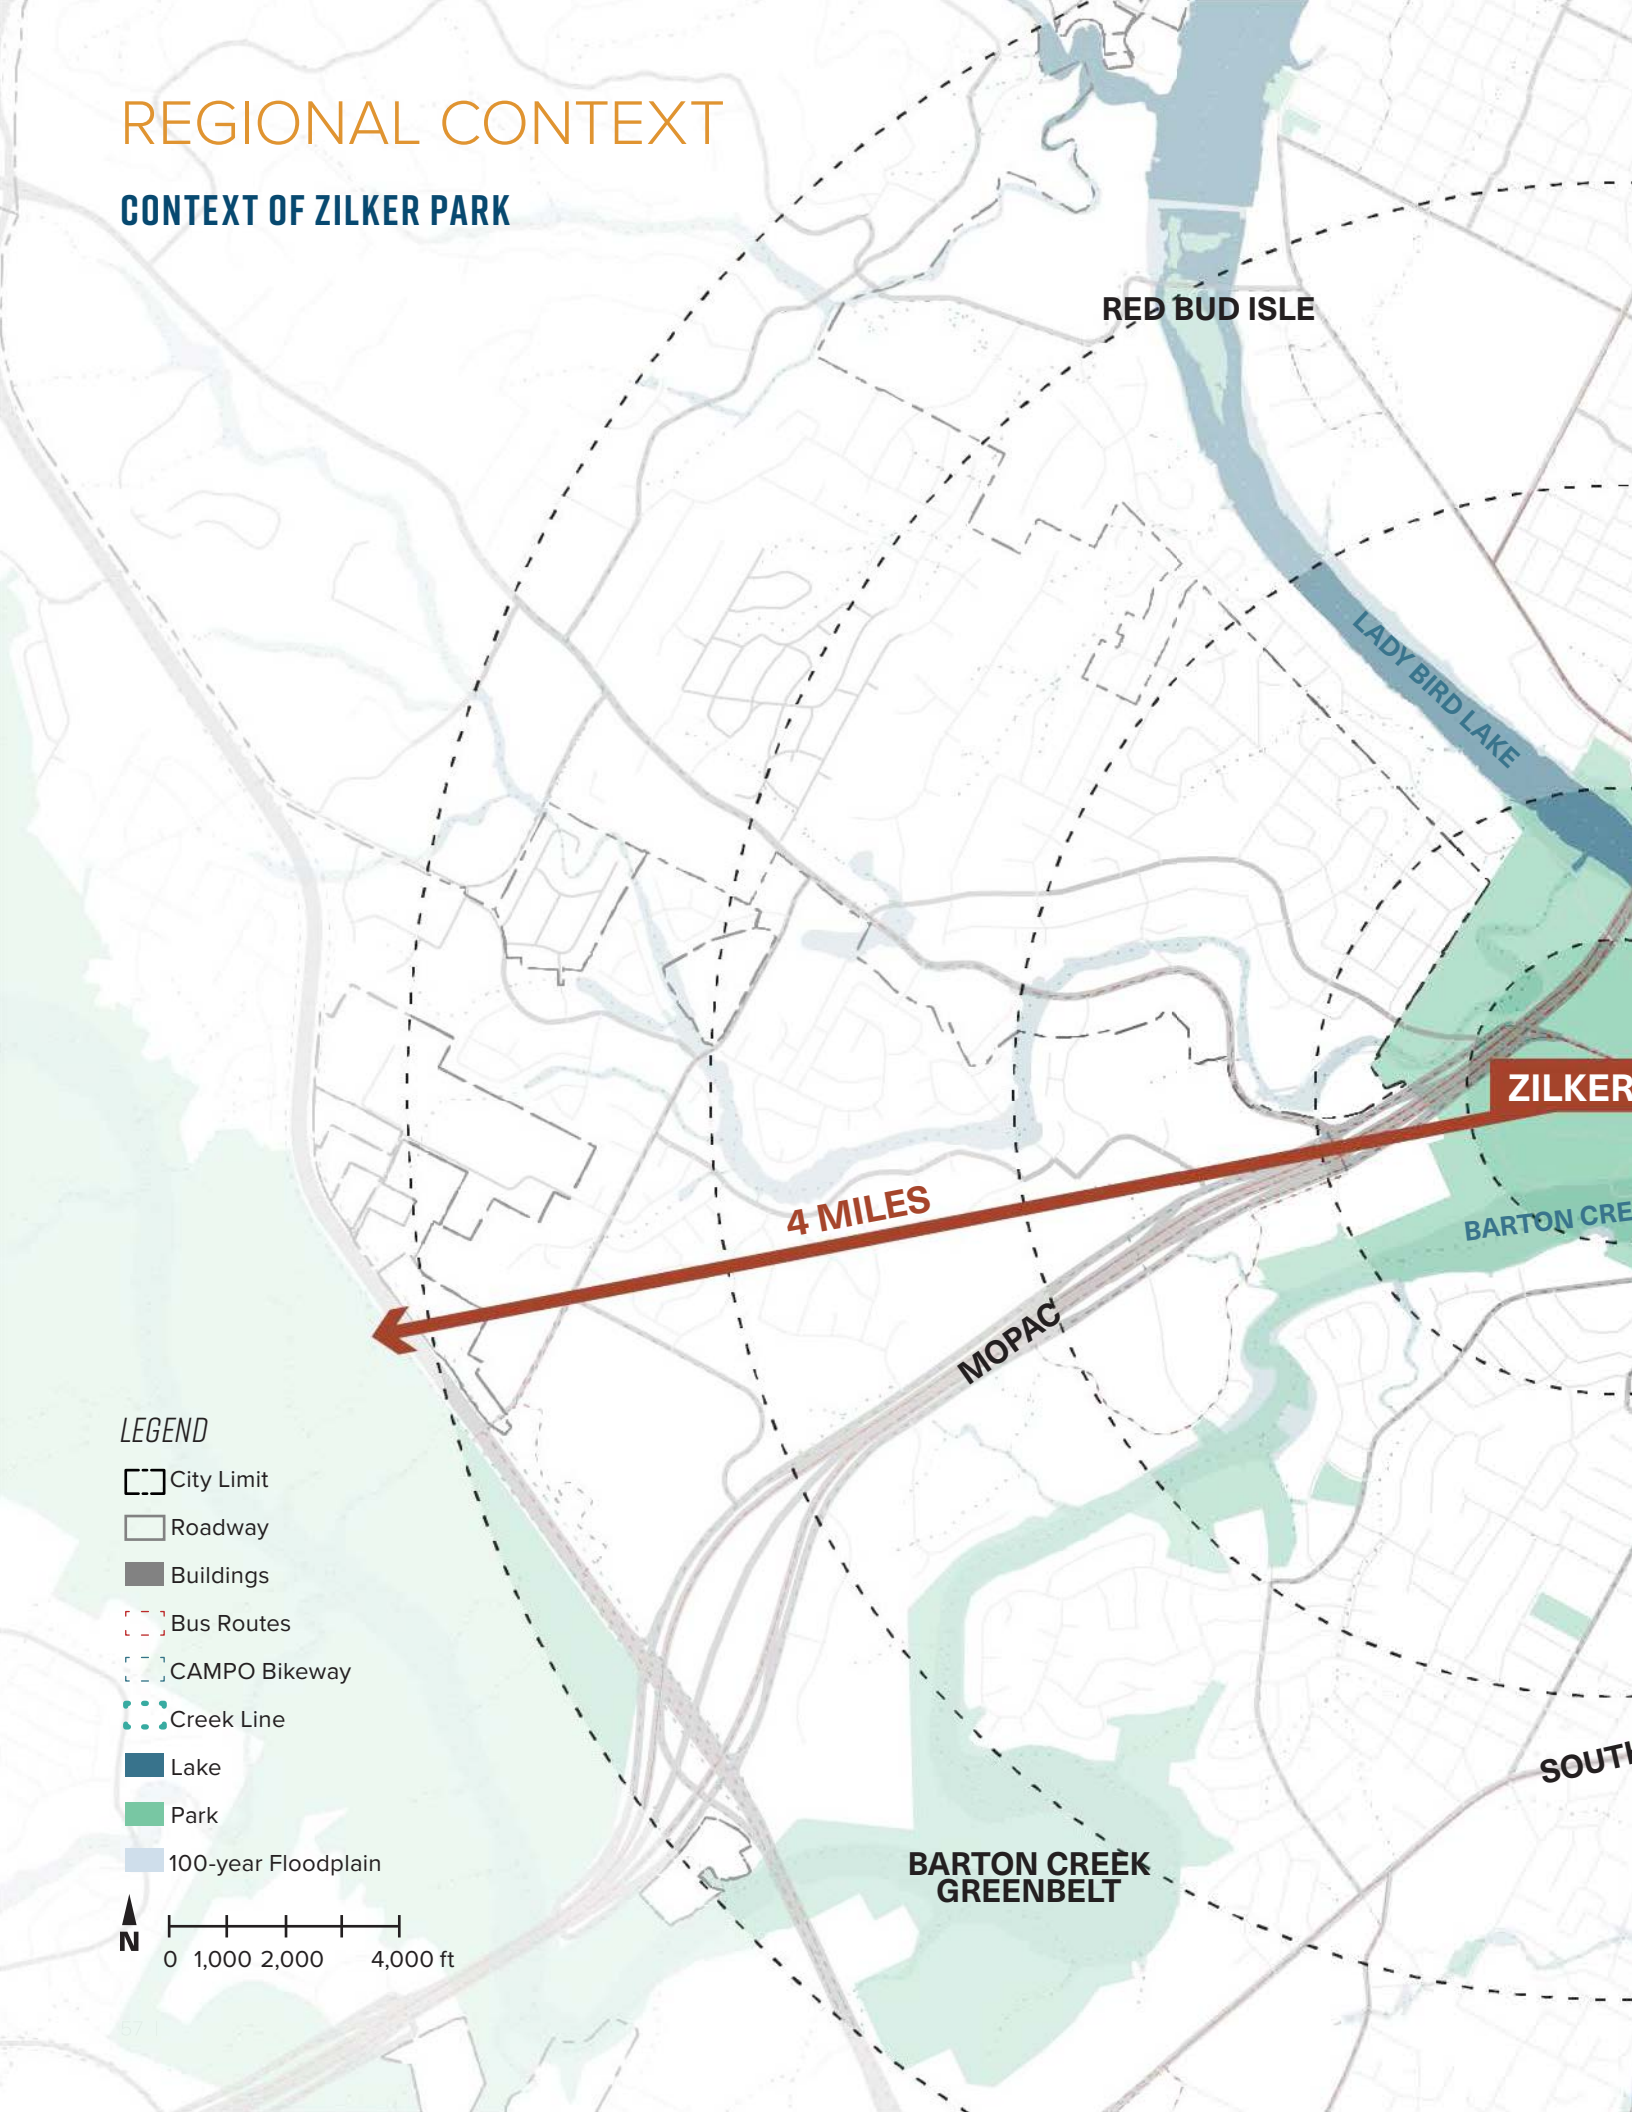 REGIONAL CONTEXT
CONTEXT OF ZILKER PARK
RED BUD ISLE
LADY BIRD LAKE
ZILKER
4 MILES
BARTON CRE
MOPAC
LEGEND
City Limit
Roadway
Buildings
Bus Routes
CAMPO Bikeway
Creek Line
Lake
Park
100-year Floodplain
SOUTH
BARTON CREEK
GREENBELT
N
0 1,000 2,000 4,000 ft
57